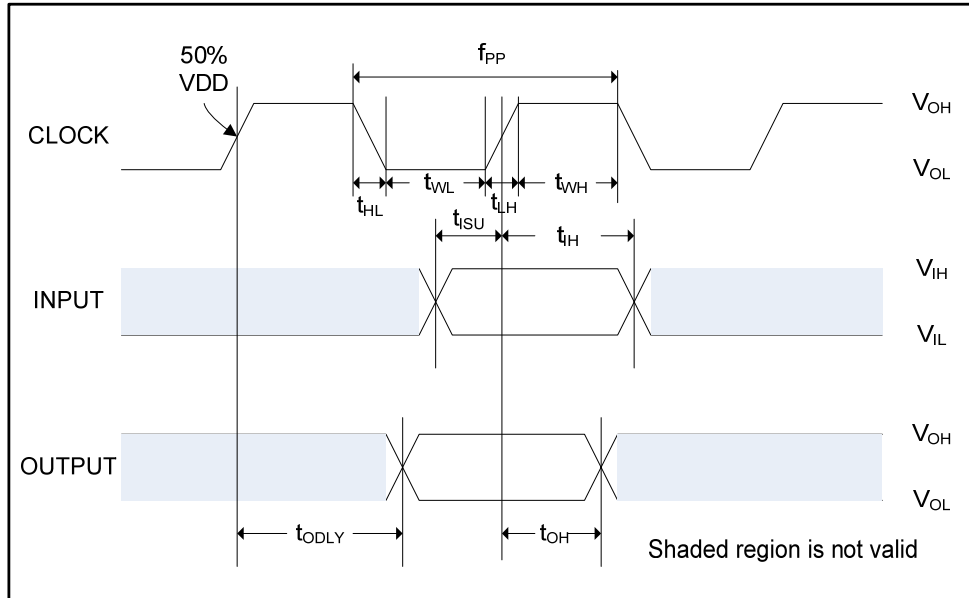 50%
VDD
fPP
CLOCK
VOH
VOL
tHL
tWL
tLH
tWH
tISU
tIH
INPUT
VIH
VIL
OUTPUT
VOH
VOL
tODLY
tOH
Shaded region is not valid